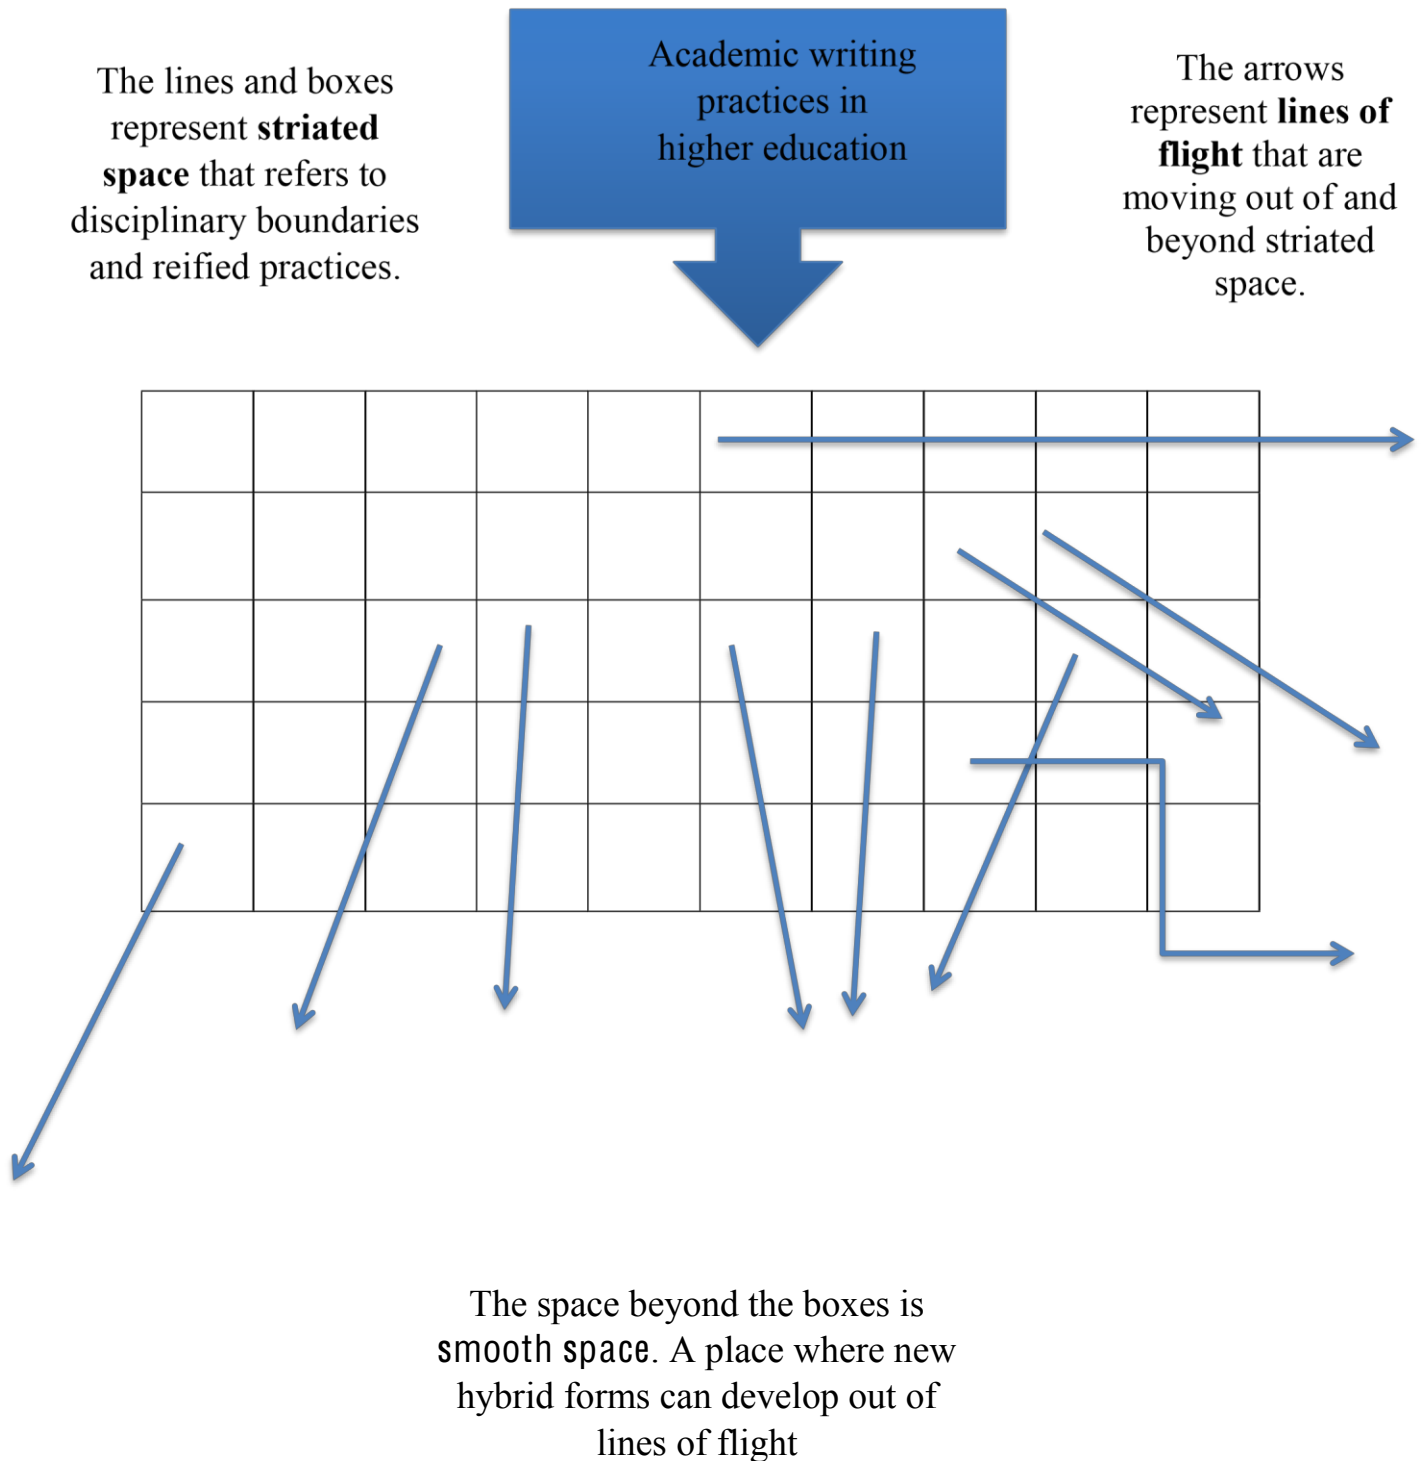 The lines and boxes
represent striated
space that refers to
disciplinary boundaries
and reified practices.
Academic writing
practices in
higher education
The arrows
represent lines of
flight that are
moving out of and
beyond striated
space.
The space beyond the boxes is
smooth space. A place where new
hybrid forms can develop out of
lines of flight